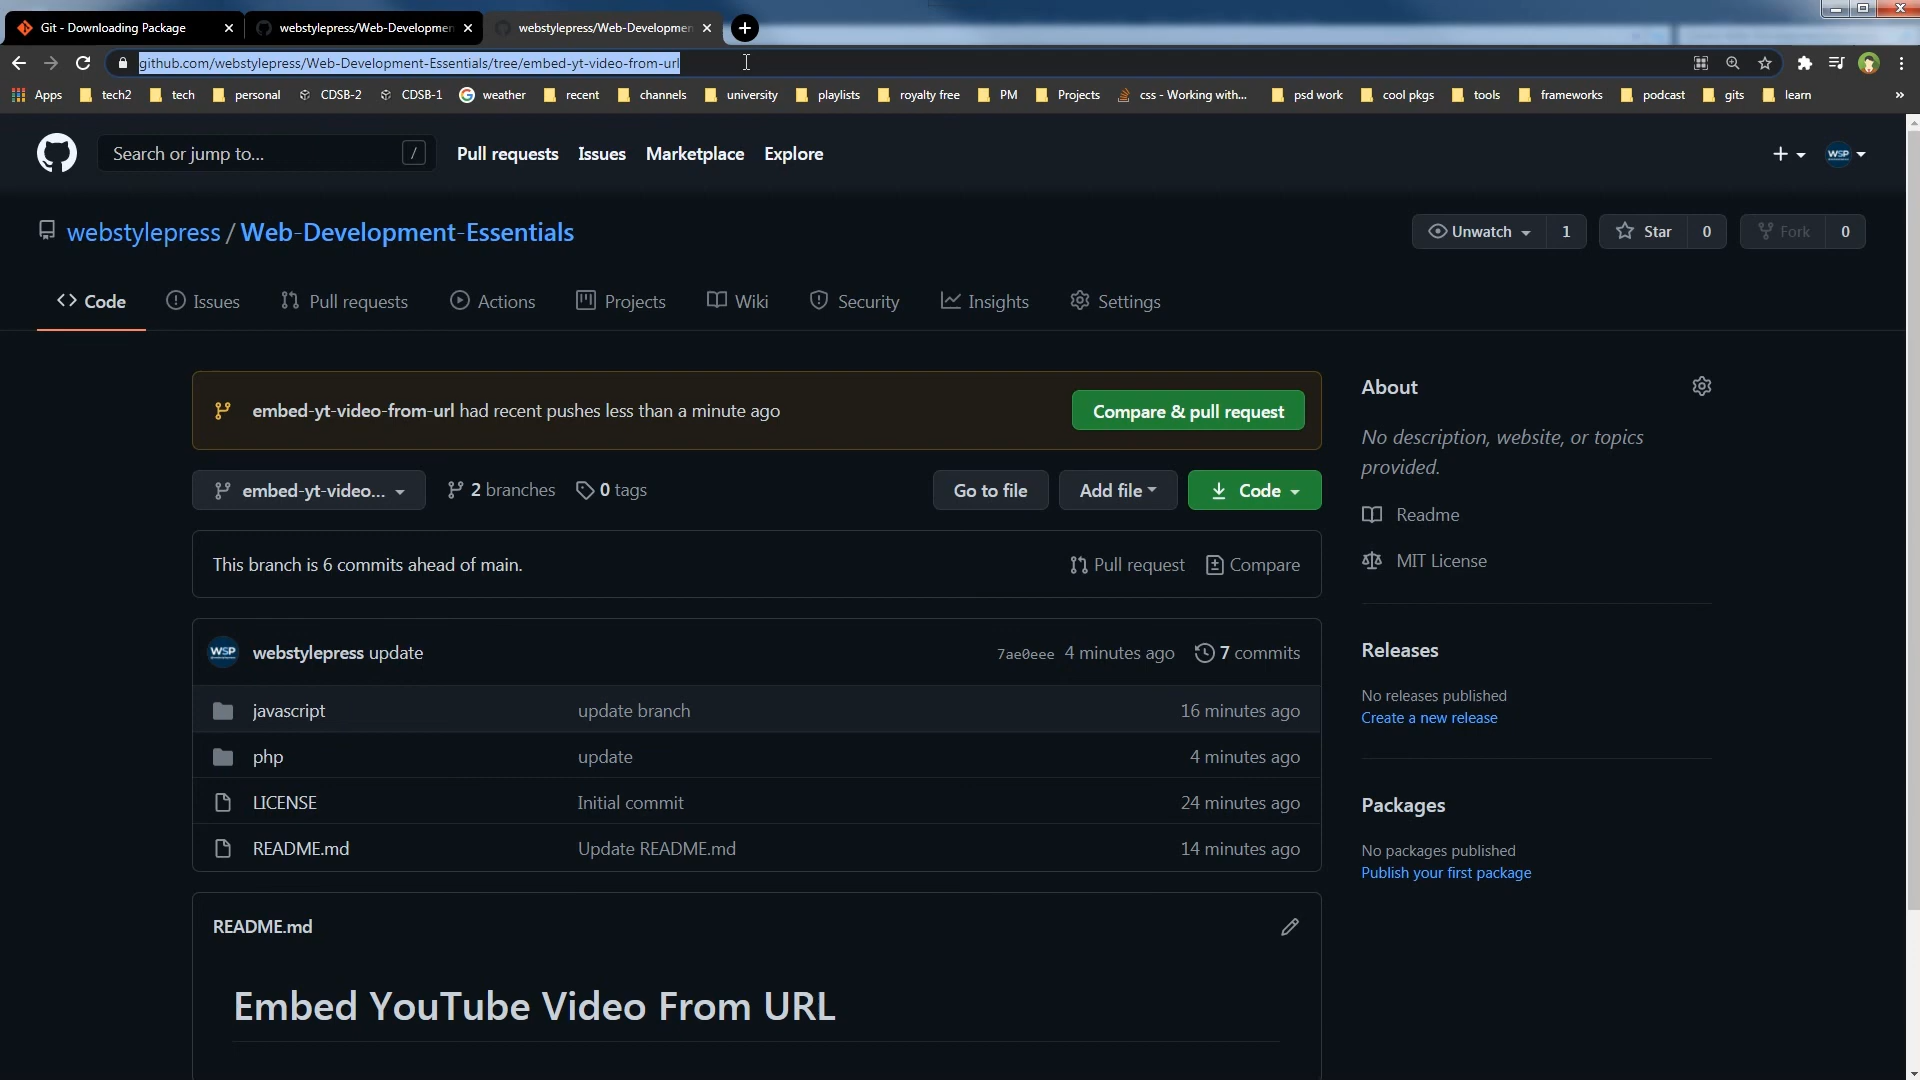 Git - Downloading Package
webstylepress/Web-Developmen
webstylepress/Web-Developmen
github.com/webstylepress/Web-Development-Essentials/tree/embed-yt-video-from-url
Apps tech2 tech personal CDSB-2 CDSB-1 weather recent channels university playlists royalty free PM Projects css - Working with... psd work cool pkgs tools frameworks podcast gits learn »
Search or jump to... / Pull requests Issues Marketplace Explore WSP
webstylepress / Web-Development-Essentials Unwatch 1 Star 0 Fork 0
Code Issues Pull requests Actions Projects Wiki Security Insights Settings
embed-yt-video-from-url had recent pushes less than a minute ago Compare & pull request
embed-yt-video... 2 branches 0 tags Go to file Add file Code
This branch is 6 commits ahead of main. Pull request Compare
WSP webstylepress update 7ae0eee 4 minutes ago 7 commits
javascript update branch 16 minutes ago
php update 4 minutes ago
LICENSE Initial commit 24 minutes ago
README.md Update README.md 14 minutes ago
README.md
Embed YouTube Video From URL
About
No description, website, or topics
provided.
Readme
MIT License
Releases
No releases published
Create a new release
Packages
No packages published
Publish your first package